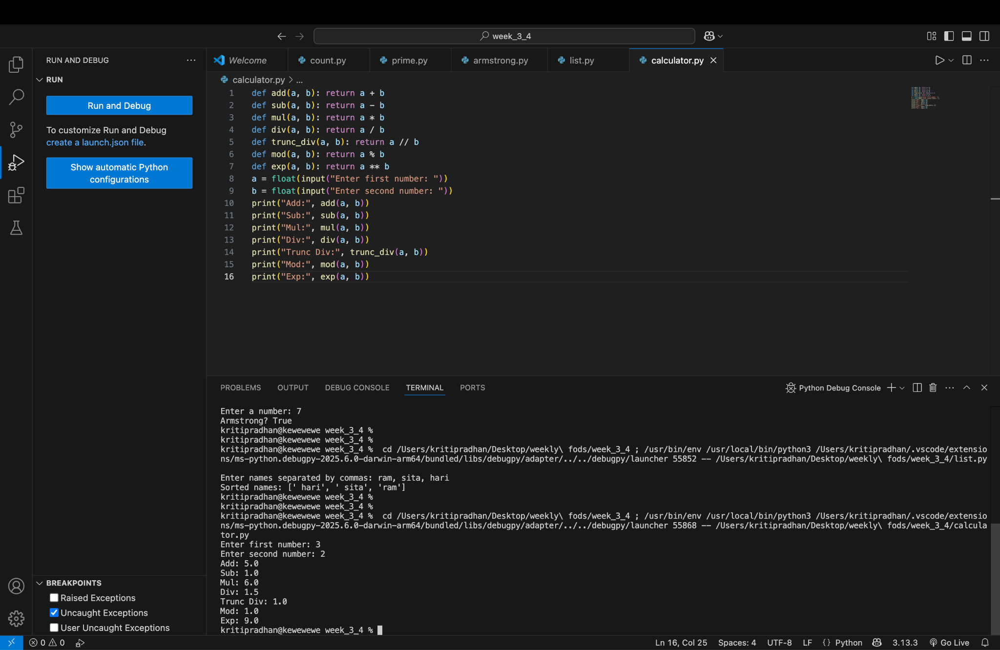 week_3_4
RUN AND DEBUG
Welcome
count.py
prime.py
armstrong.py
list.py
calculator.py
RUN
Run and Debug
To customize Run and Debug
create a launch.json file.
Show automatic Python
configurations
calculator.py > ...
1 def add(a, b): return a + b
2 def sub(a, b): return a - b
3 def mul(a, b): return a * b
4 def div(a, b): return a / b
5 def trunc_div(a, b): return a // b
6 def mod(a, b): return a % b
7 def exp(a, b): return a ** b
8 a = float(input("Enter first number: "))
9 b = float(input("Enter second number: "))
10 print("Add:", add(a, b))
11 print("Sub:", sub(a, b))
12 print("Mul:", mul(a, b))
13 print("Div:", div(a, b))
14 print("Trunc Div:", trunc_div(a, b))
15 print("Mod:", mod(a, b))
16 print("Exp:", exp(a, b))
PROBLEMS OUTPUT DEBUG CONSOLE TERMINAL PORTS
Python Debug Console
Enter a number: 7
Armstrong? True
kritipradhan@kewewewe week_3_4 %
kritipradhan@kewewewe week_3_4 %
kritipradhan@kewewewe week_3_4 %  cd /Users/kritipradhan/Desktop/weekly\ fods/week_3_4 ; /usr/bin/env /usr/local/bin/python3 /Users/kritipradhan/.vscode/extensio
ns/ms-python.debugpy-2025.6.0-darwin-arm64/bundled/libs/debugpy/adapter/../../debugpy/launcher 55852 -- /Users/kritipradhan/Desktop/weekly\ fods/week_3_4/list.py
Enter names separated by commas: ram, sita, hari
Sorted names: [' hari', ' sita', 'ram']
kritipradhan@kewewewe week_3_4 %
kritipradhan@kewewewe week_3_4 %
kritipradhan@kewewewe week_3_4 %  cd /Users/kritipradhan/Desktop/weekly\ fods/week_3_4 ; /usr/bin/env /usr/local/bin/python3 /Users/kritipradhan/.vscode/extensio
ns/ms-python.debugpy-2025.6.0-darwin-arm64/bundled/libs/debugpy/adapter/../../debugpy/launcher 55868 -- /Users/kritipradhan/Desktop/weekly\ fods/week_3_4/calcula
tor.py
Enter first number: 3
Enter second number: 2
Add: 5.0
Sub: 1.0
Mul: 6.0
Div: 1.5
Trunc Div: 1.0
Mod: 1.0
Exp: 9.0
kritipradhan@kewewewe week_3_4 %
BREAKPOINTS
Raised Exceptions
Uncaught Exceptions
User Uncaught Exceptions
0 0
Ln 16, Col 25 Spaces: 4 UTF-8 LF {} Python 3.13.3 Go Live